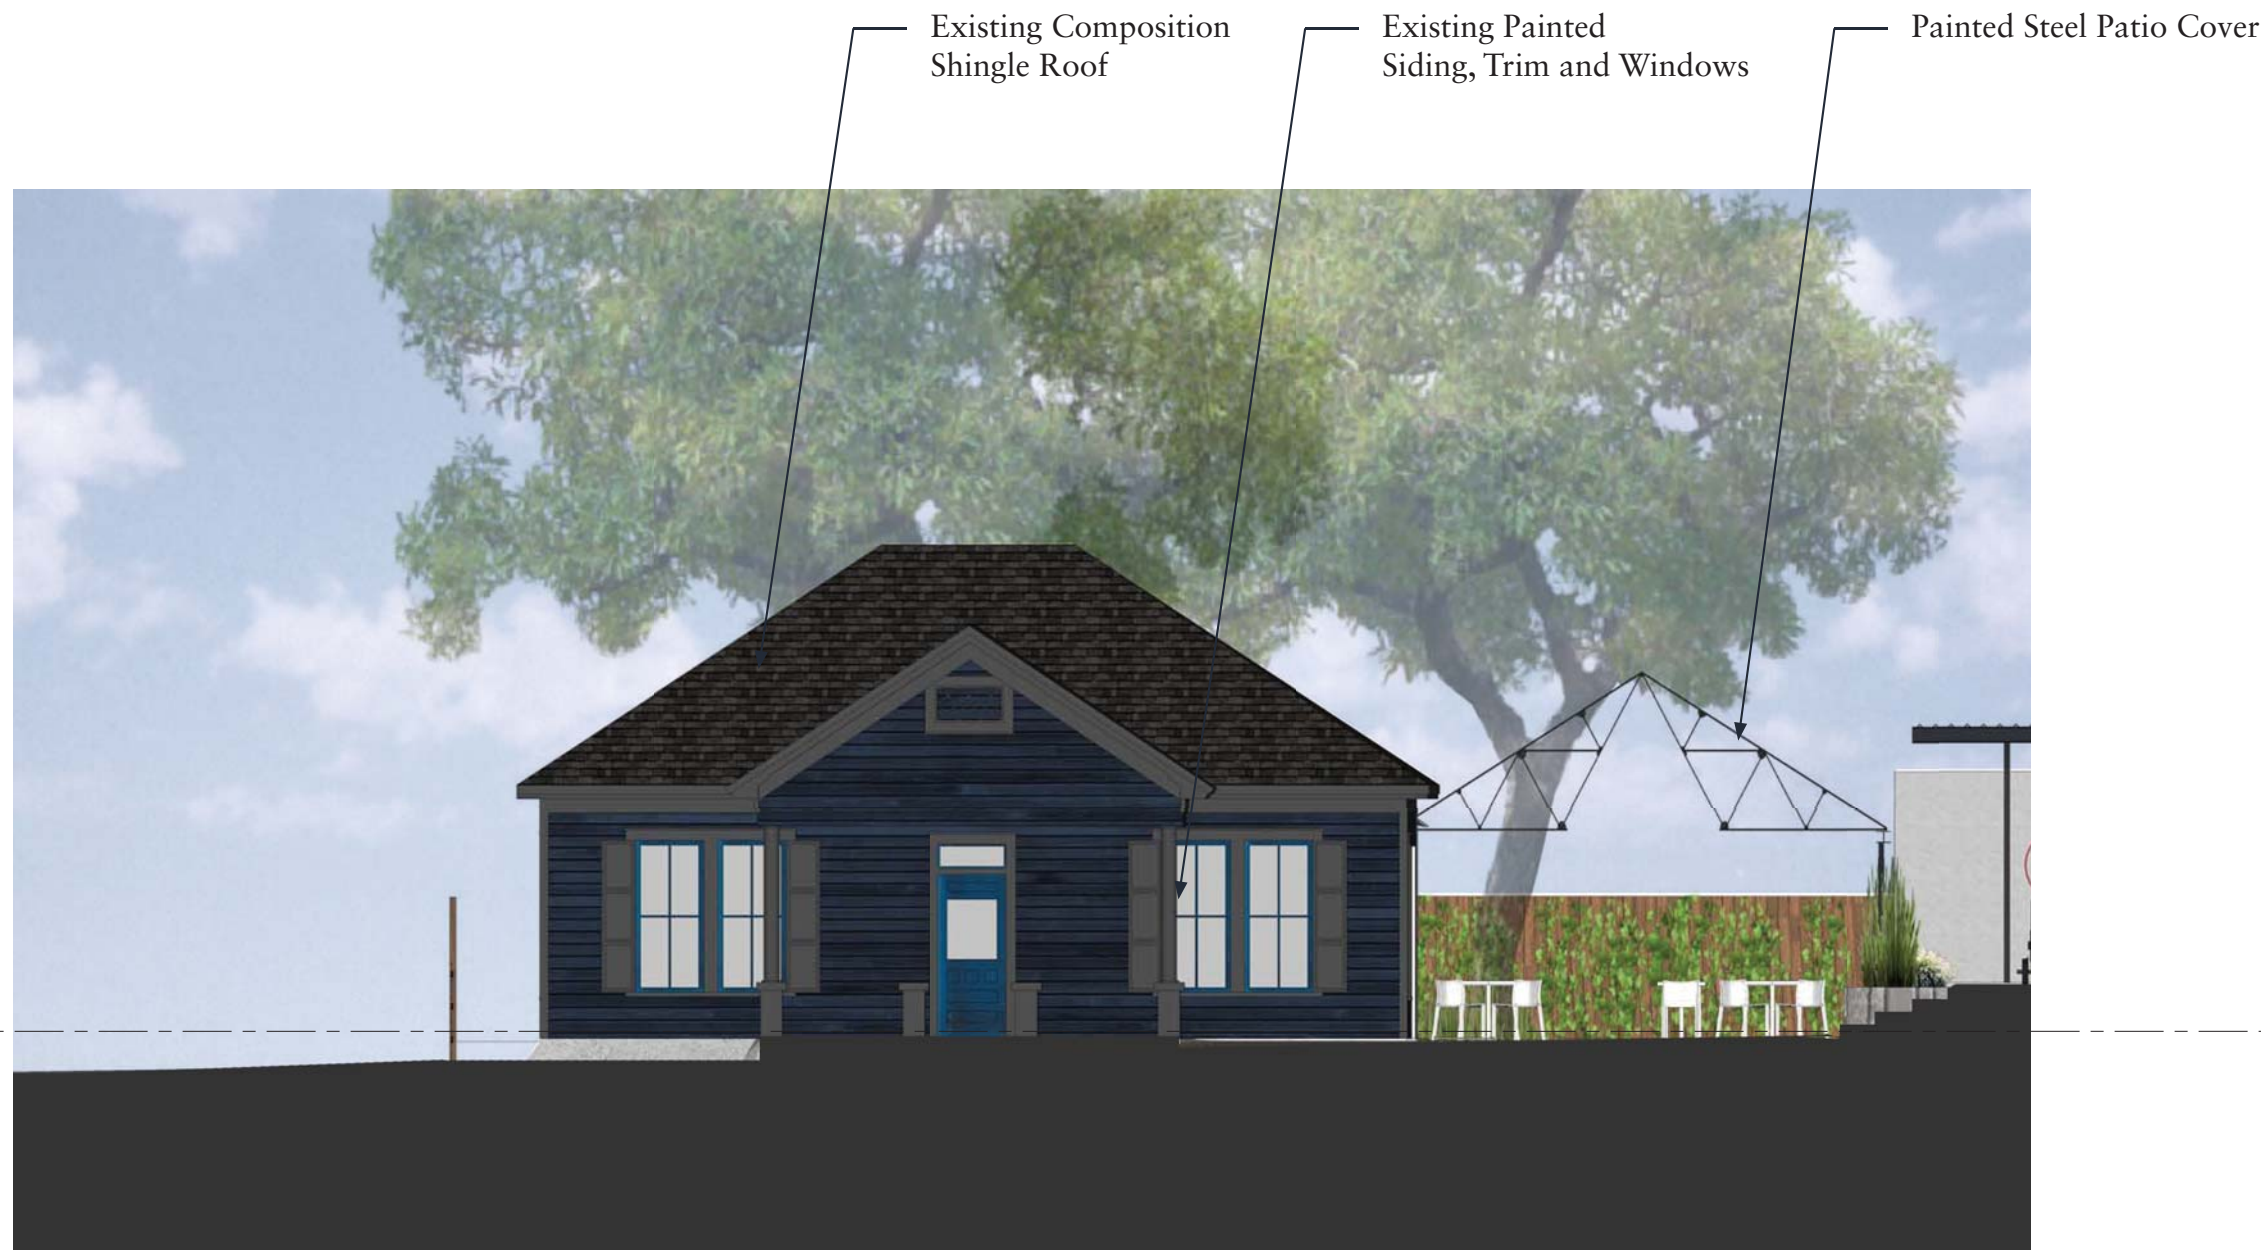 Existing Composition
Shingle Roof
Existing Painted
Siding, Trim and Windows
Painted Steel Patio Cover